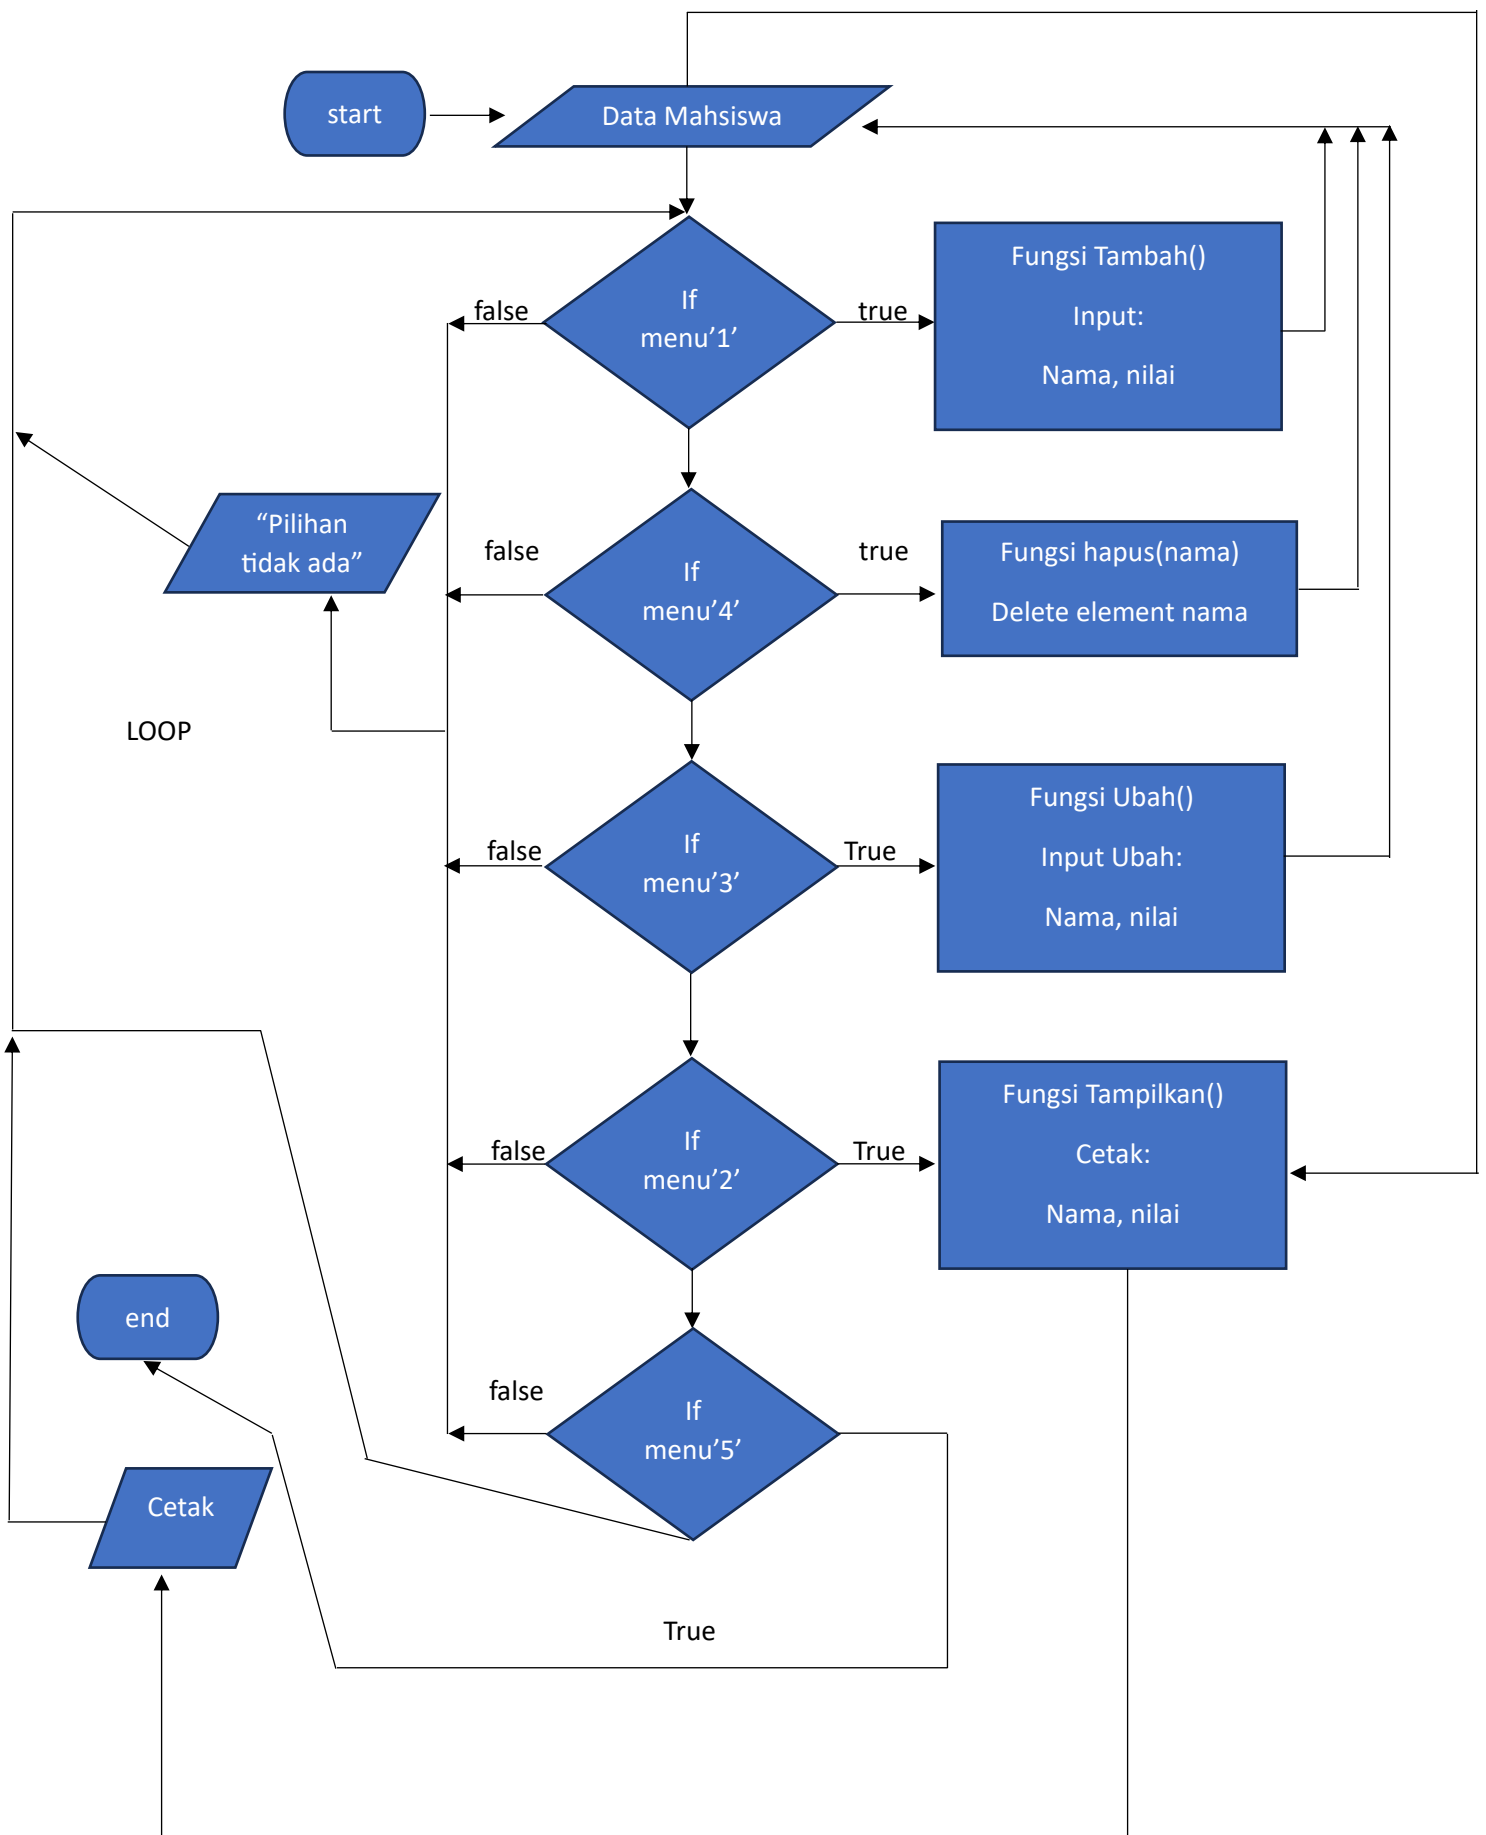 start
Data Mahsiswa
If
menu’1’
false
true
Fungsi Tambah()
Input:
Nama, nilai
“Pilihan
tidak ada”
false
If
menu’4’
true
Fungsi hapus(nama)
Delete element nama
LOOP
false
If
menu’3’
True
Fungsi Ubah()
Input Ubah:
Nama, nilai
false
If
menu’2’
True
Fungsi Tampilkan()
Cetak:
Nama, nilai
end
false
If
menu’5’
Cetak
True